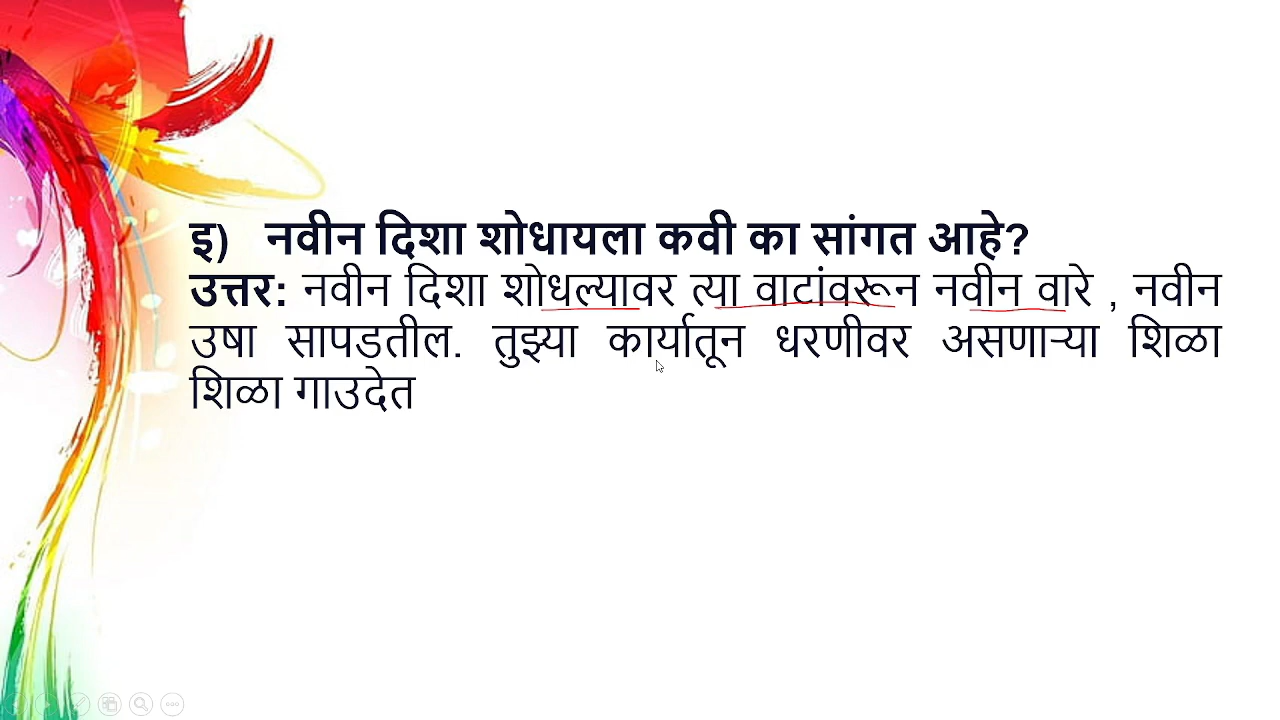 इ) नवीन दिशा शोधायला कवी का सांगत आहे?
उत्तर: नवीन दिशा शोधल्यावर त्या वाटांवरून नवीन वारे , नवीन
उषा सापडतील. तुझ्या कार्यातून धरणीवर असणाऱ्या शिळा
शिळा गाउदेत